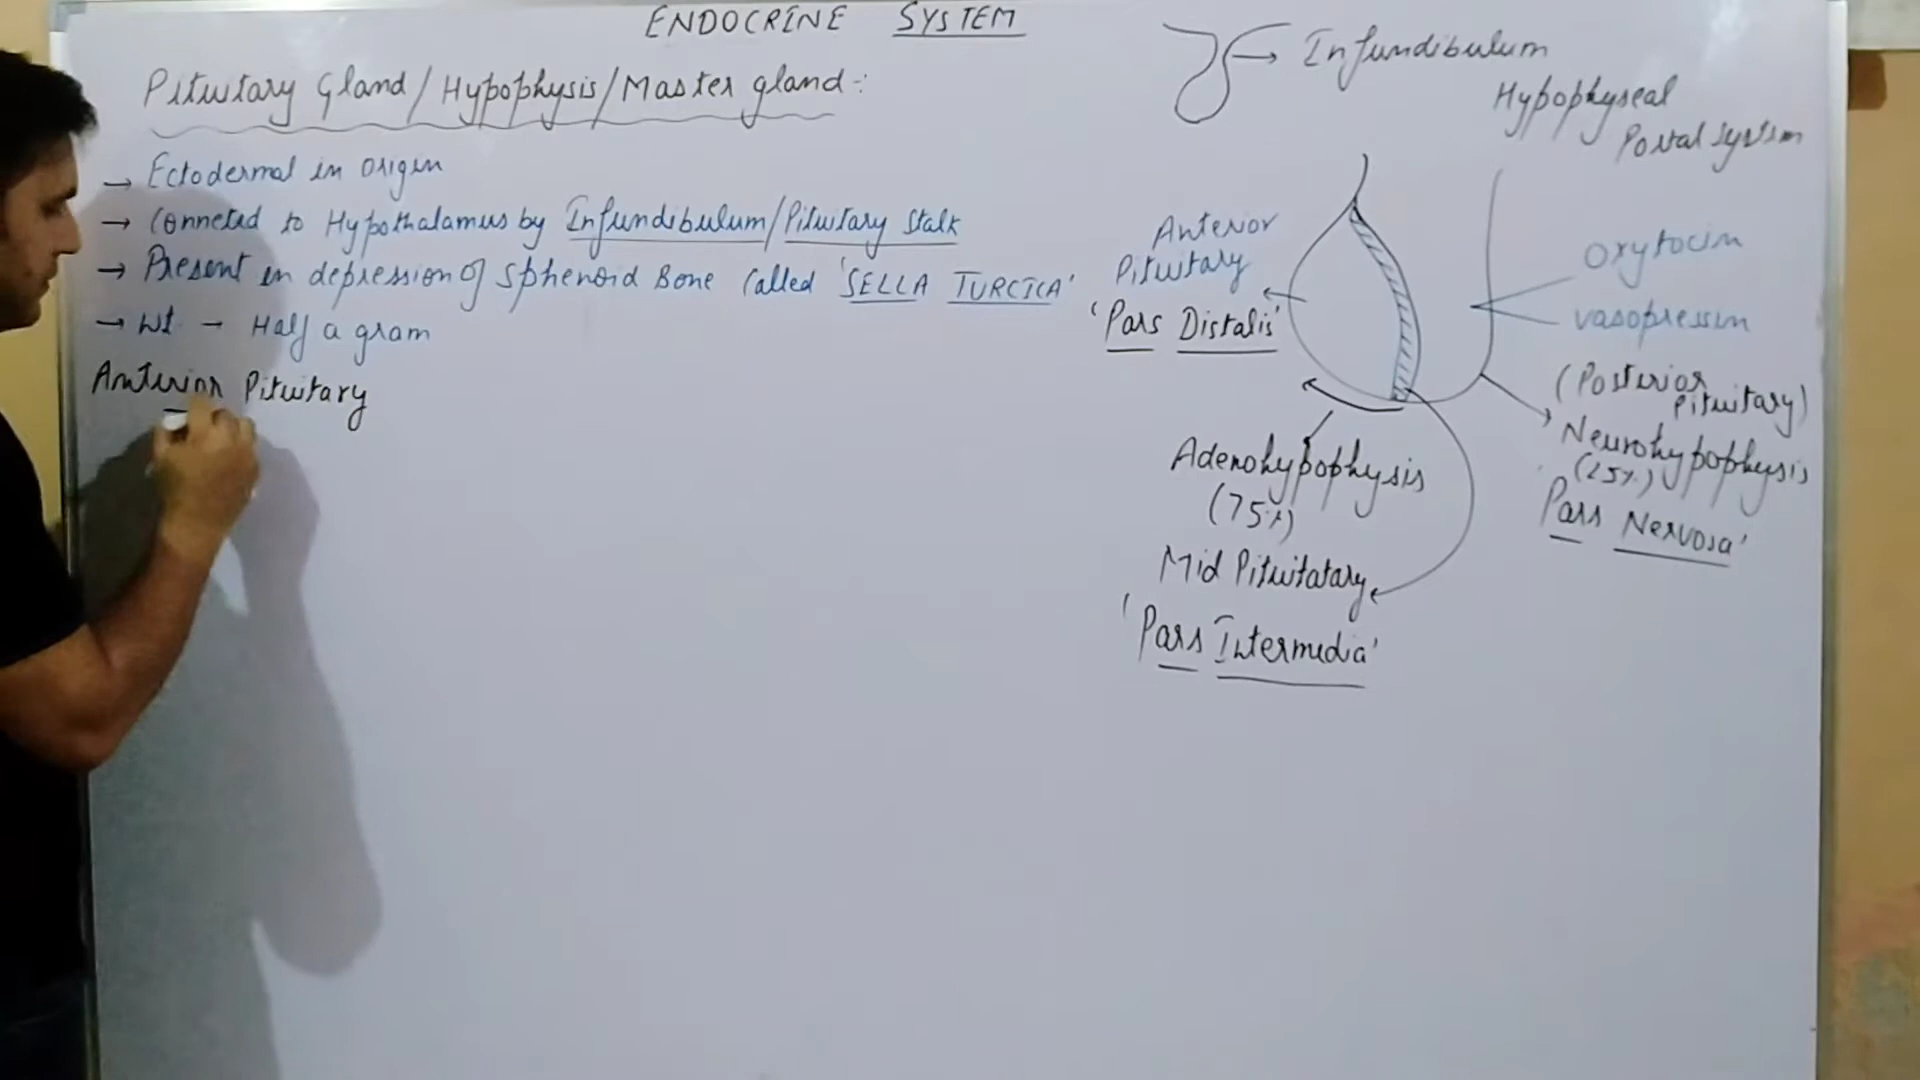 ENDOCRINE SYSTEM
Pituitary Gland / Hypophysis / Master gland :-
→ Ectodermal in origin
→ Conneted to Hypothalamus by Infundibulum / Pituitary Stalk
→ Present in depression of Sphenoid Bone Called 'SELLA TURCICA'
→ Wt. - Half a gram
Anterior Pituitary
→ Infundibulum
Hypophyseal
Portal System
Anterior
Pituitary
'Pars Distalis'
Adenohypophysis
(75%)
Mid Pituitatary
'Pars Intermedia'
Oxytocin
Vasopressin
(Posterior
Pituitary)
Neurohypophysis
(25%)
'Pars Nervosa'